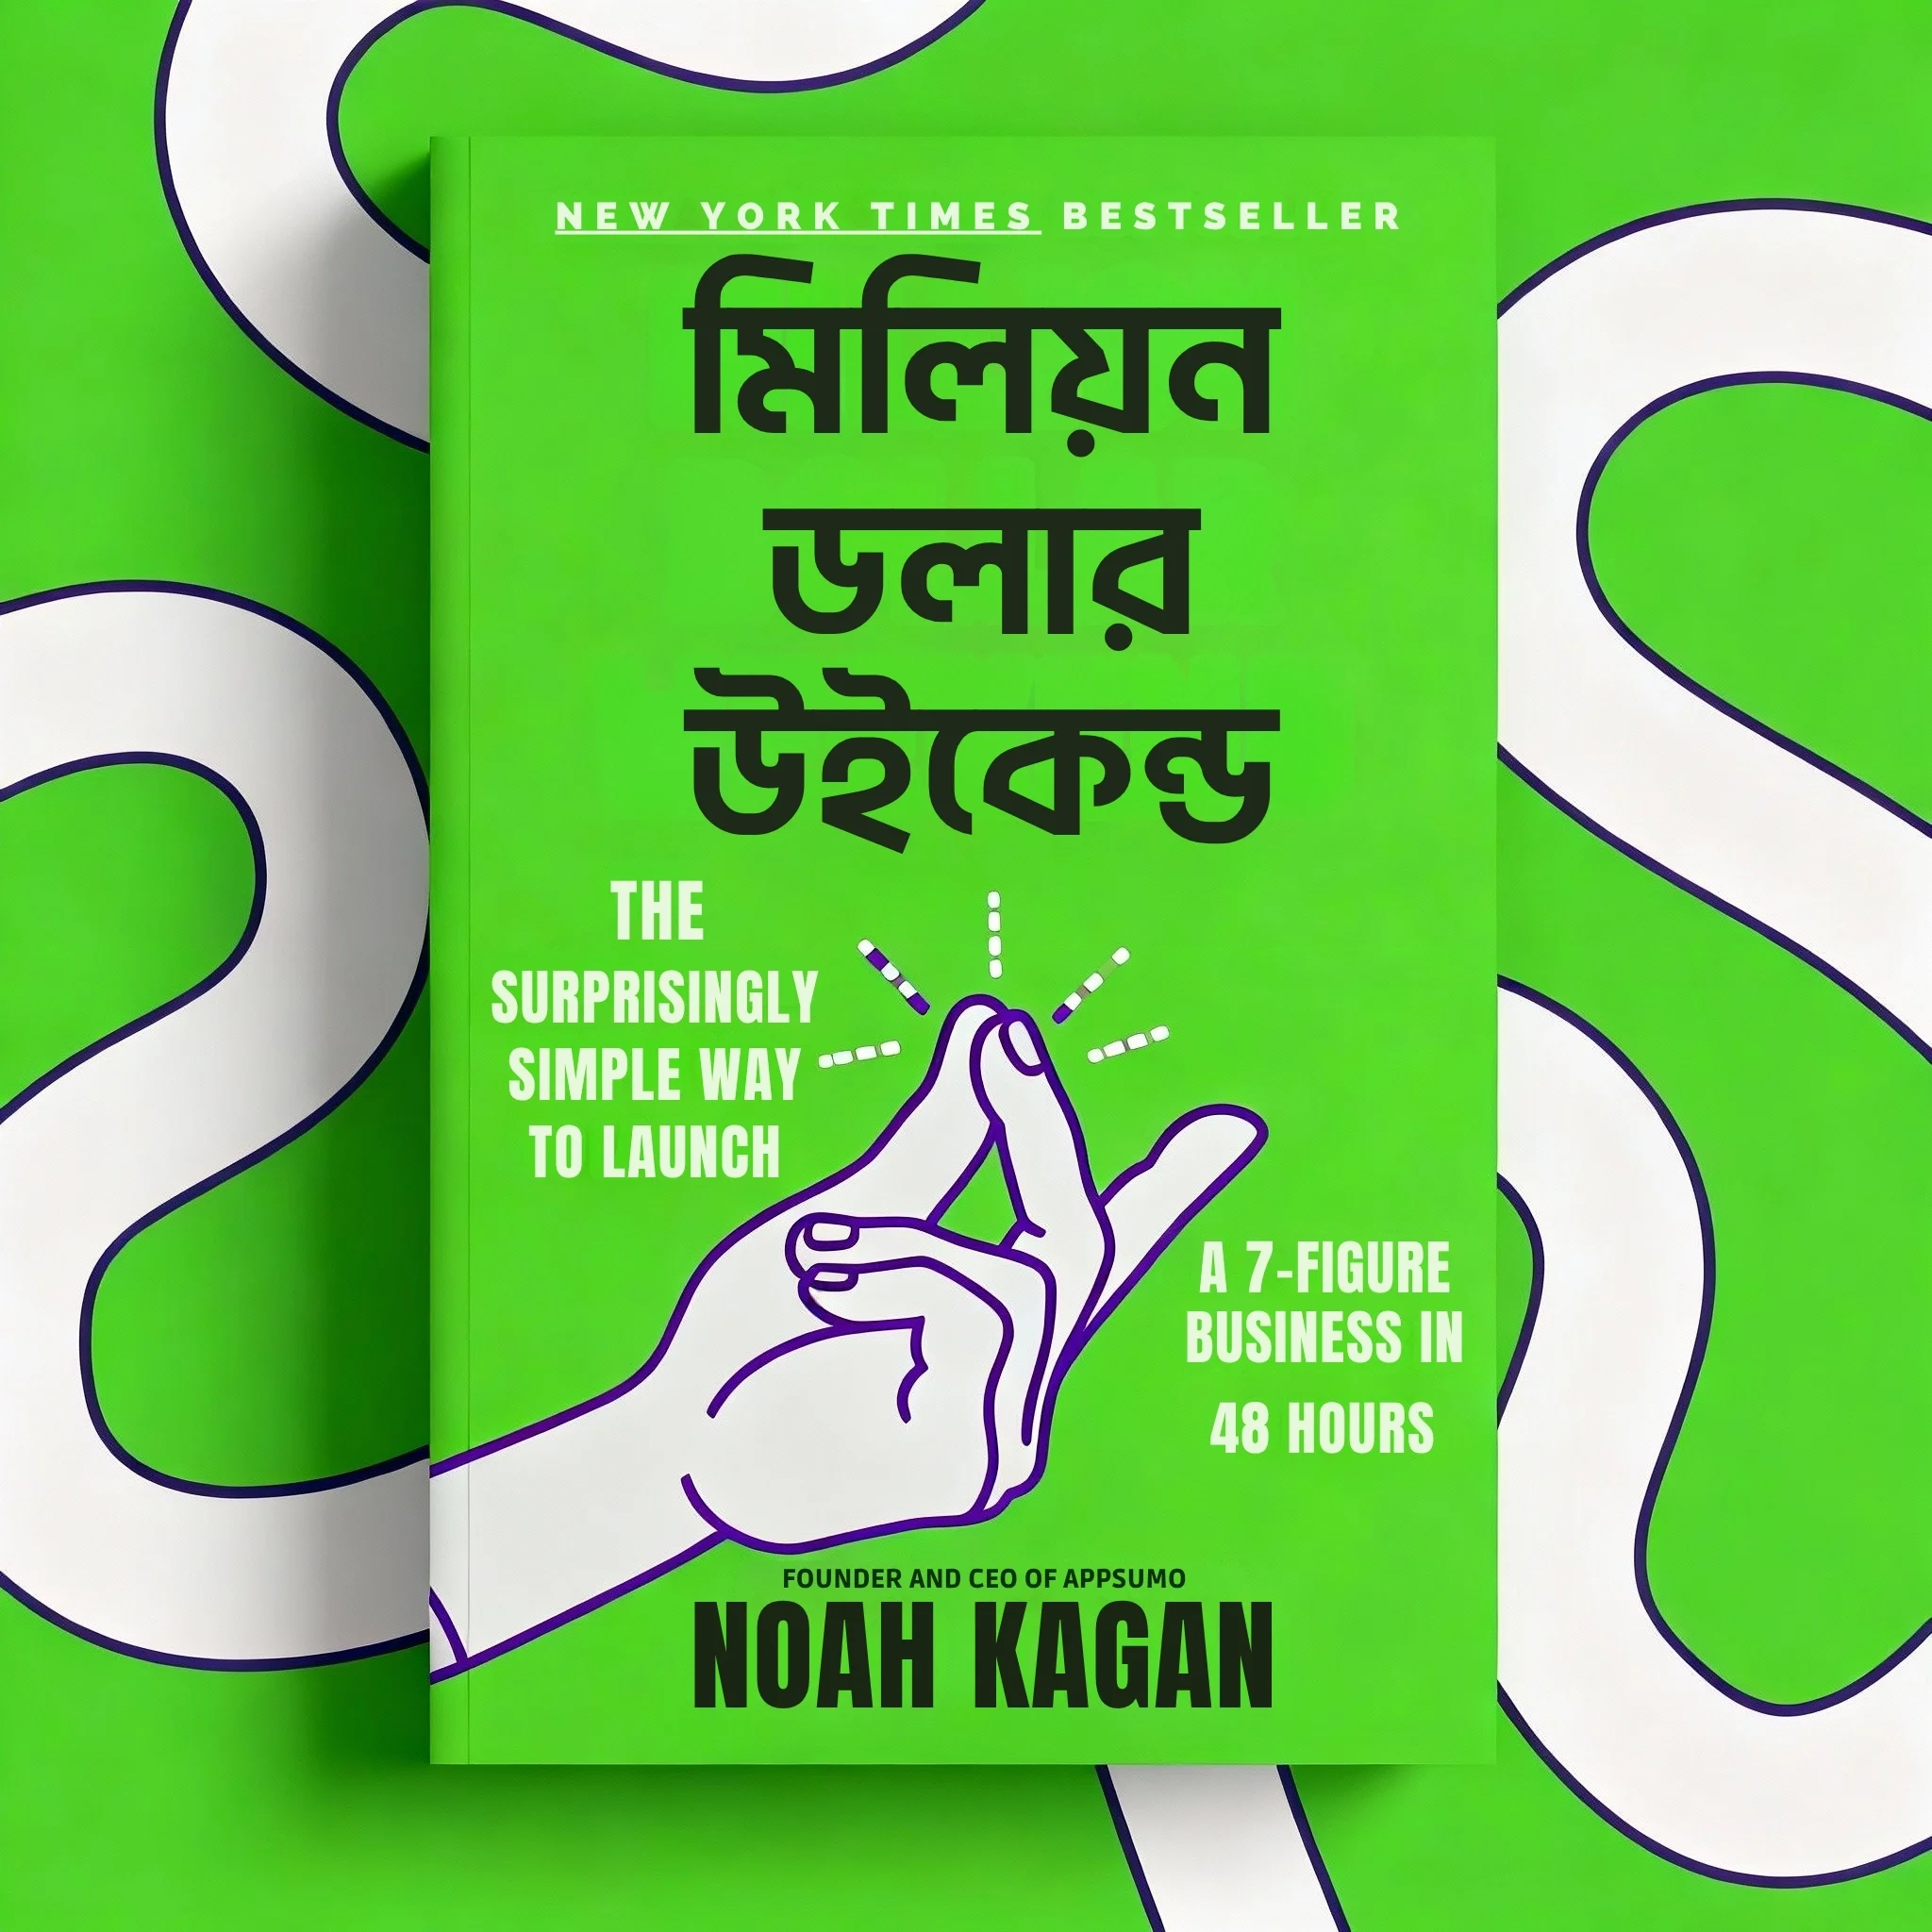 NEW YORK TIMES BESTSELLER
মিলিয়ন
ডলার
উইকেন্ড
THE
SURPRISINGLY
SIMPLE WAY
TO LAUNCH
A 7-FIGURE
BUSINESS IN
48 HOURS
FOUNDER AND CEO OF APPSUMO
NOAH KAGAN